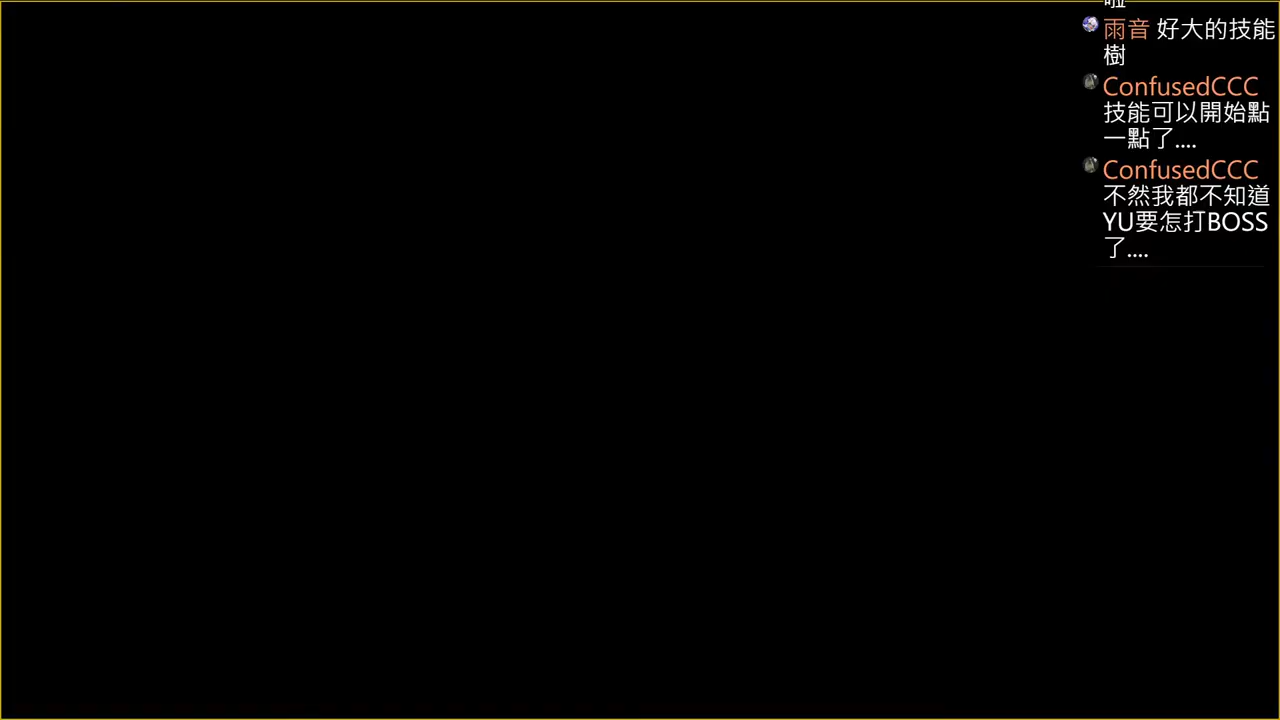 雨音 好大的技能
樹
ConfusedCCC
技能可以開始點
一點了....
ConfusedCCC
不然我都不知道
YU要怎打BOSS
了....